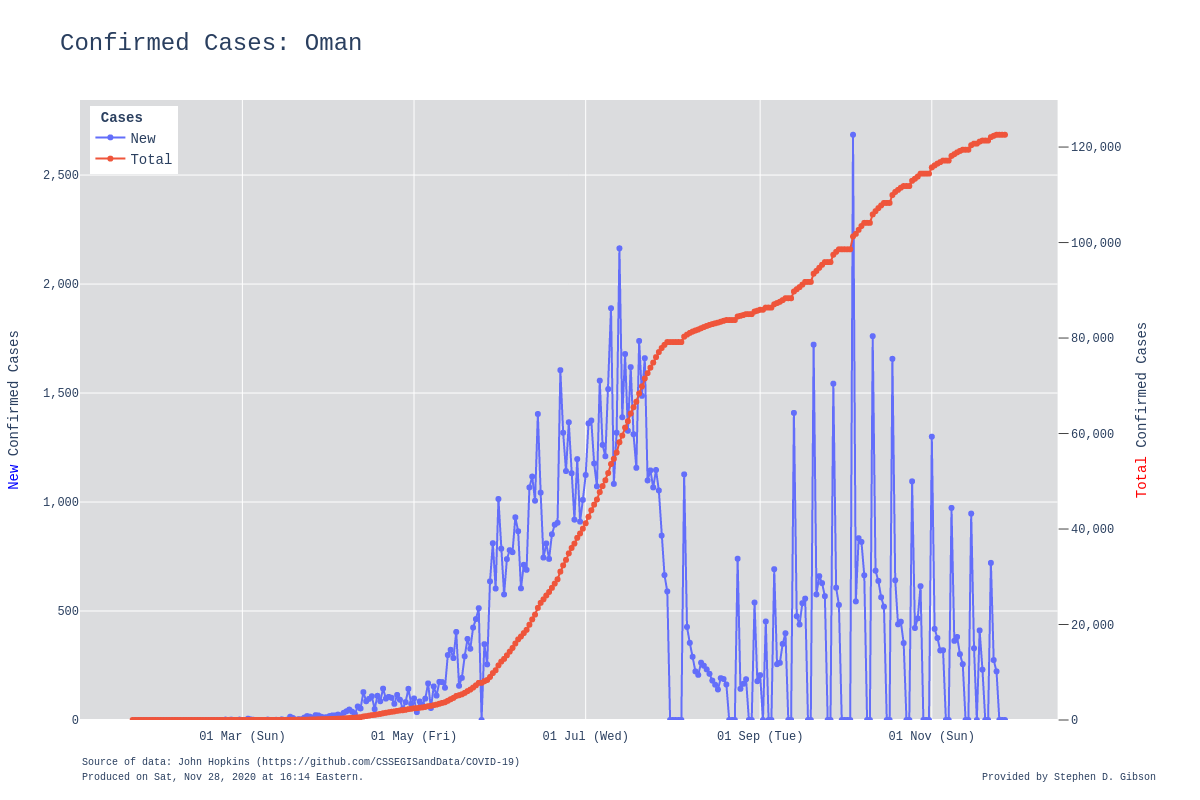 Confirmed Cases: Oman
Cases
New
Total
2,500
2,000
1,500
1,000
500
0
120,000
100,000
80,000
60,000
40,000
20,000
0
New Confirmed Cases
Total Confirmed Cases
01 Mar (Sun)
01 May (Fri)
01 Jul (Wed)
01 Sep (Tue)
01 Nov (Sun)
Source of data: John Hopkins (https://github.com/CSSEGISandData/COVID-19)
Produced on Sat, Nov 28, 2020 at 16:14 Eastern.
Provided by Stephen D. Gibson